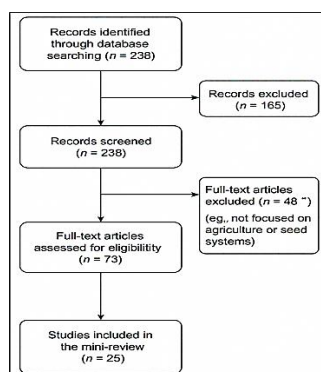 Records identified
through database
searching (n = 238)
Records excluded
(n = 165)
Records screened
(n = 238)
Full-text articles
excluded (n = 48 ")
(eg,, not focused on
agriculture or seed
systems)
Full-text articles
assessed for eligibilitity
(n = 73)
Studies included in
the mini-review
(n = 25)